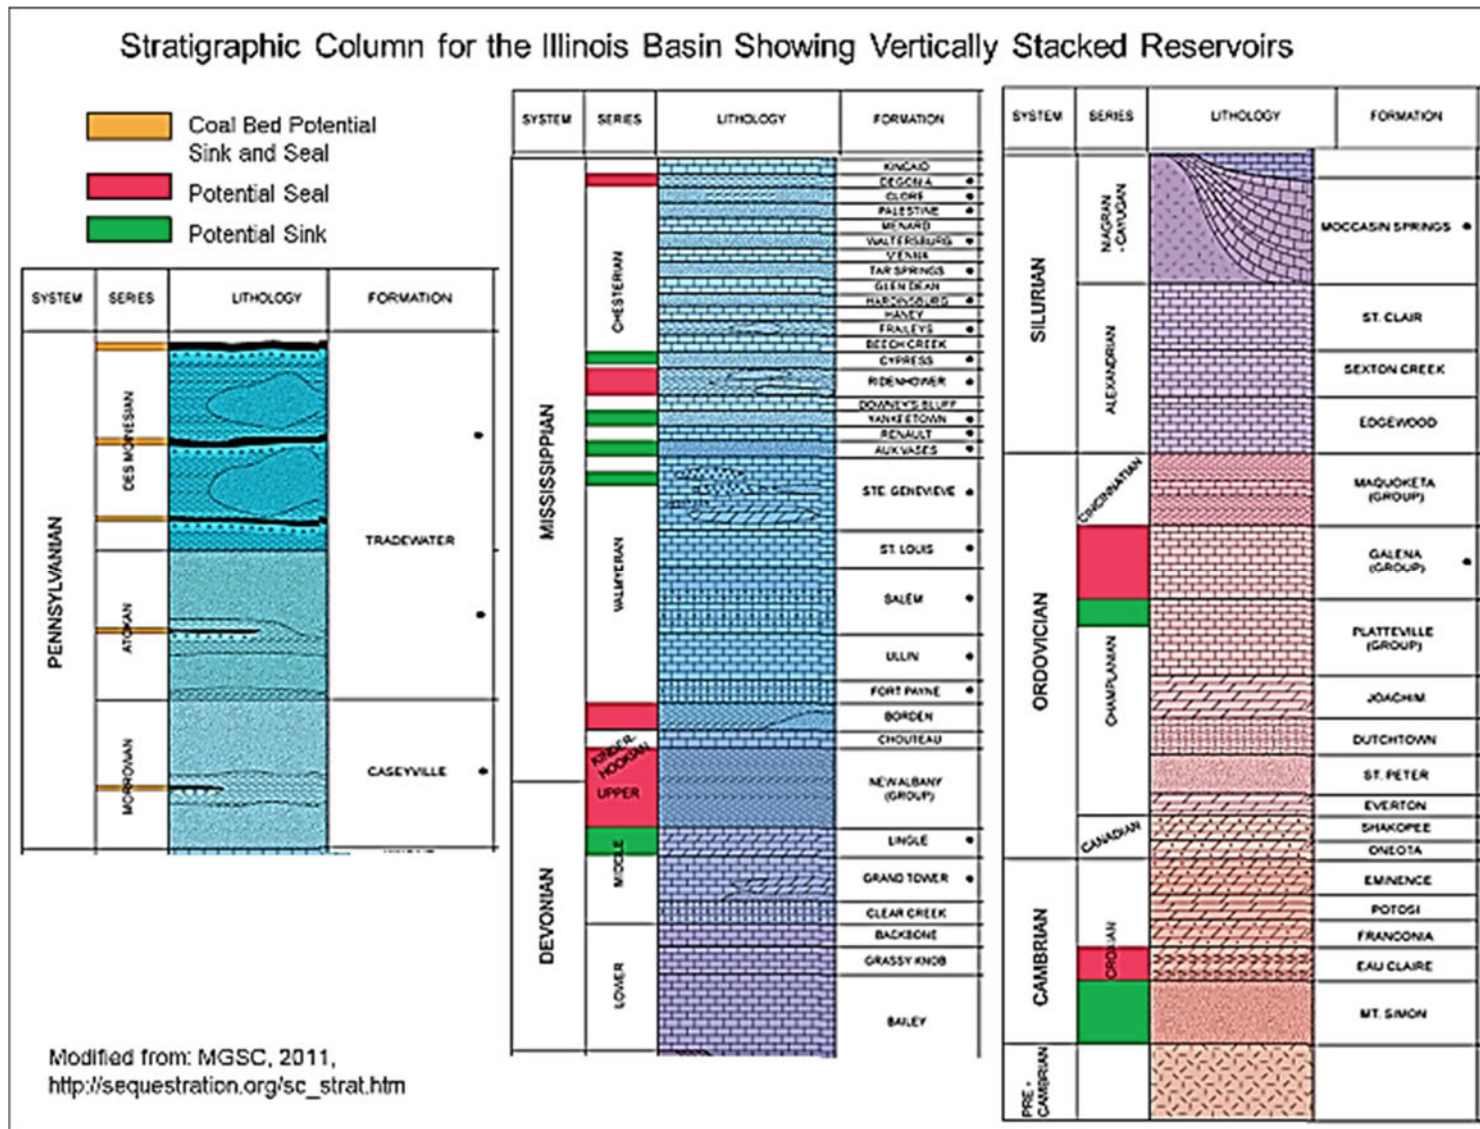 Stratigraphic Column for the Illinois Basin Showing Vertically Stacked Reservoirs
Coal Bed Potential
Sink and Seal
Potential Seal
Potential Sink
SYSTEM SERIES LITHOLOGY FORMATION
PENNSYLVANIAN
DES MOINESIAN
ATOKAN
MORROWAN
TRADEWATER
CASEYVILLE
Modified from: MGSC, 2011,
http://sequestration.org/sc_strat.htm
SYSTEM SERIES LITHOLOGY FORMATION
MISSISSIPPIAN
DEVONIAN
CHESTERIAN
VALMYERAN
KINDER-
HOOKIAN
UPPER
MIDDLE
LOWER
KINCAID
DEGONIA
CLORE
PALESTINE
MENARD
WALTERSBURG
VIENNA
TAR SPRINGS
GLEN DEAN
HARDINSBURG
HANEY
FRAILEYS
BEECH CREEK
CYPRESS
RIDENHOWER
DOWNEY'S BLUFF
YANKEETOWN
RENAULT
AUX VASES
STE. GENEVIEVE
ST. LOUIS
SALEM
ULLIN
FORT PAYNE
BORDEN
CHOUTEAU
NEW ALBANY
(GROUP)
LINGLE
GRAND TOWER
CLEAR CREEK
BACKBONE
GRASSY KNOB
BAILEY
SYSTEM SERIES LITHOLOGY FORMATION
SILURIAN
ORDOVICIAN
CAMBRIAN
PRE-
CAMBRIAN
NIAGRAN
- CAYUGAN
ALEXANDRIAN
CINCINNATIAN
CHAMPLANIAN
CANADIAN
CROIXIAN
MOCCASIN SPRINGS
ST. CLAIR
SEXTON CREEK
EDGEWOOD
MAQUOKETA
(GROUP)
GALENA
(GROUP)
PLATTEVILLE
(GROUP)
JOACHIM
DUTCHTOWN
ST. PETER
EVERTON
SHAKOPEE
ONEOTA
EMINENCE
POTOSI
FRANCONIA
EAU CLAIRE
MT. SIMON